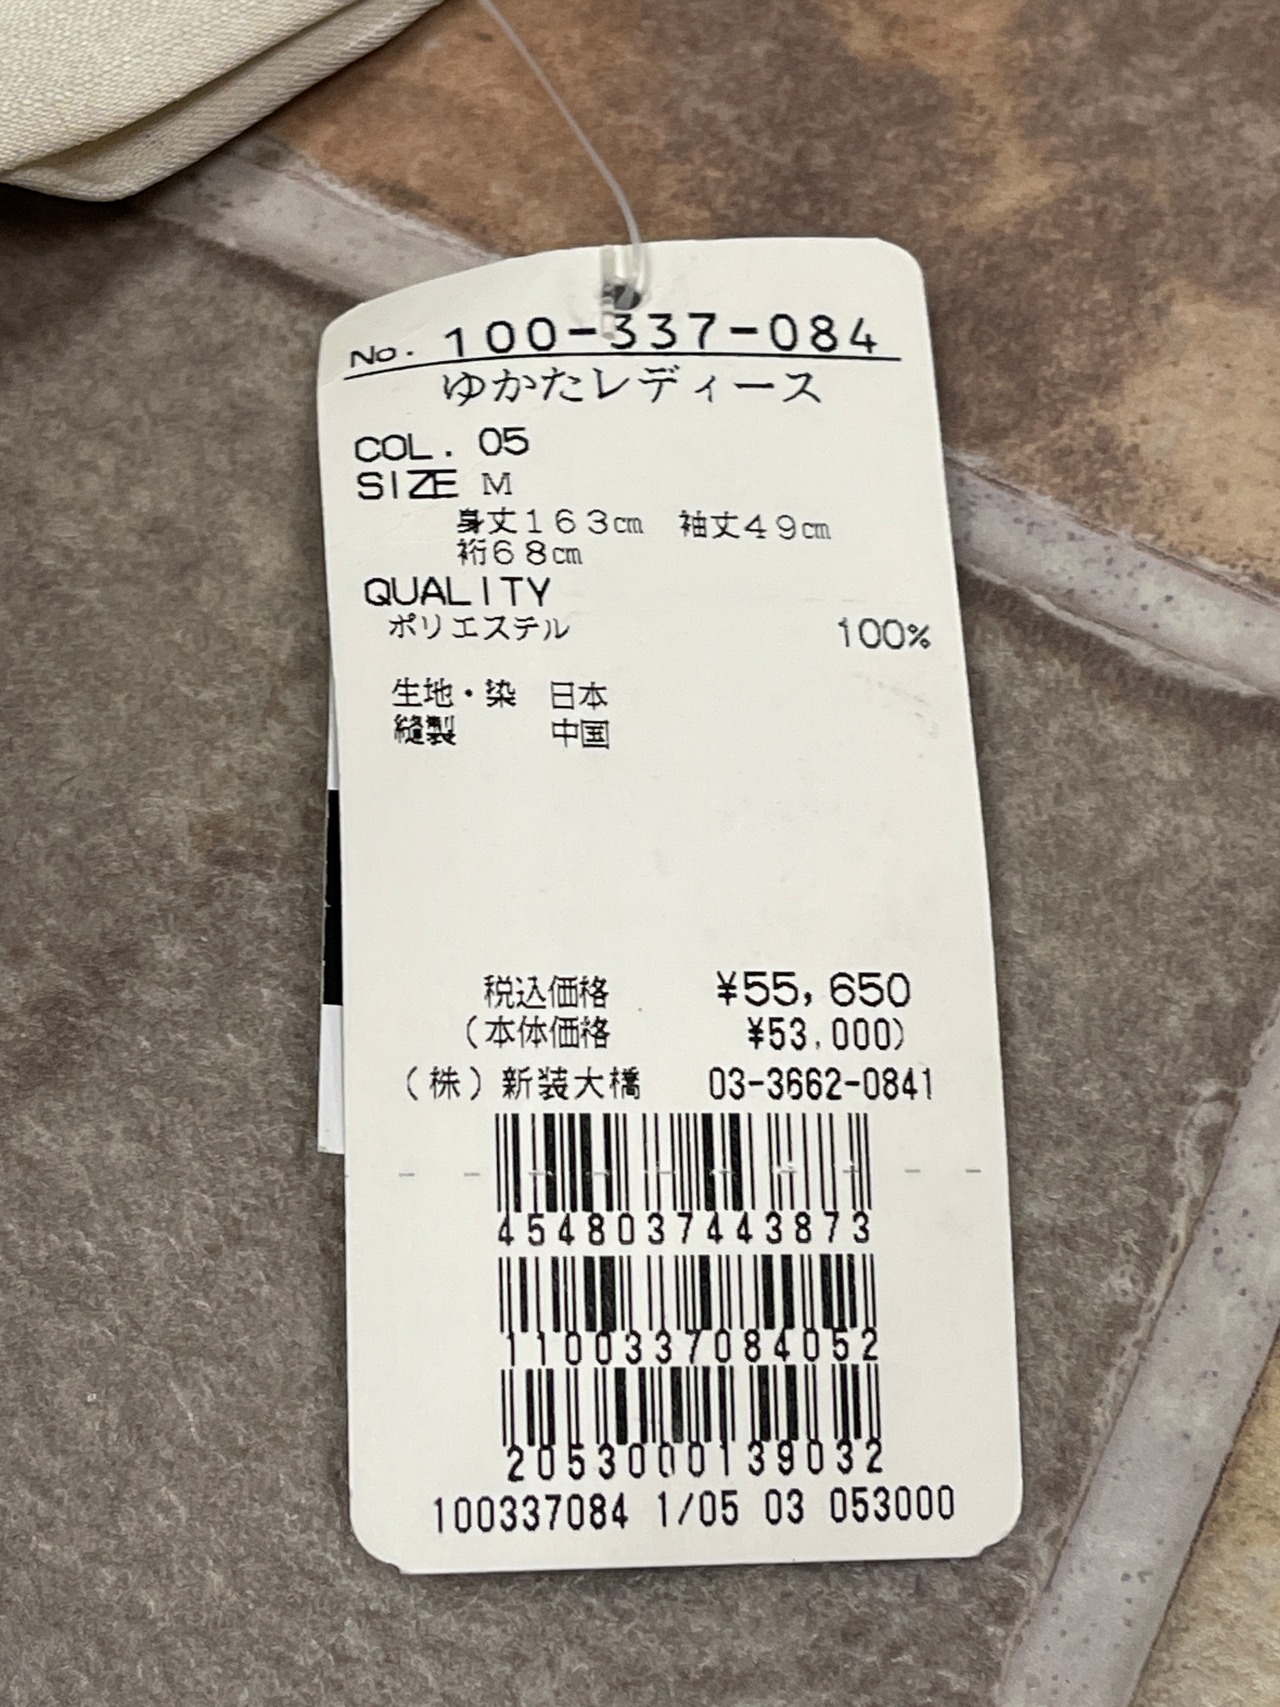 No. 100-337-084
ゆかたレディース
COL. 05
SIZE M
身丈163㎝ 袖丈49㎝
裄68㎝
QUALITY
ポリエステル 100%
生地・染 日本
縫製 中国
税込価格 ¥55,650
(本体価格 ¥53,000)
(株)新装大橋 03-3662-0841
4548037443873
1100337084052
2053000139032
100337084 1/05 03 053000